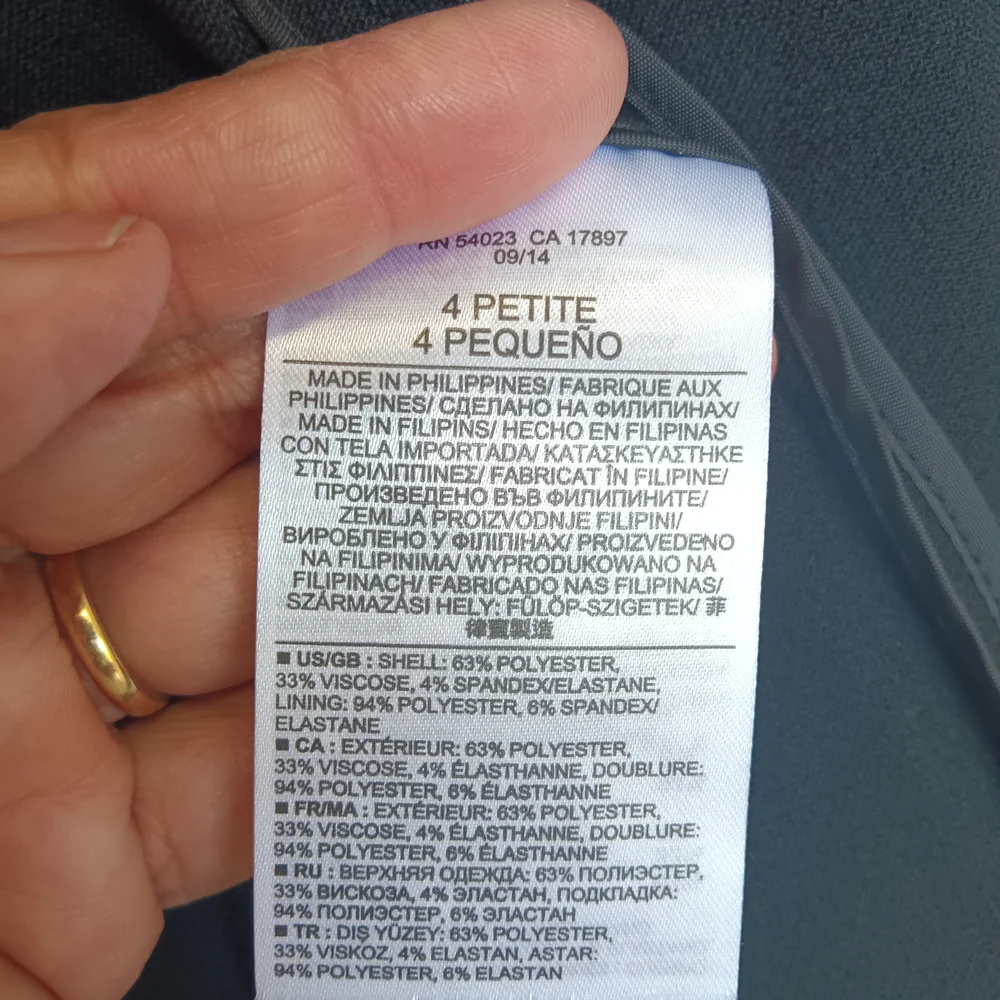 RN 54023 CA 17897
09/14
4 PETITE
4 PEQUEÑO
MADE IN PHILIPPINES/ FABRIQUE AUX
PHILIPPINES/ СДЕЛАНО НА ФИЛИПИНАХ/
MADE IN FILIPINS/ HECHO EN FILIPINAS
CON TELA IMPORTADA/ ΚΑΤΑΣΚΕΥΑΣΤΗΚΕ
ΣΤΙΣ ΦΙΛΙΠΠΙΝΕΣ/ FABRICAT ÎN FILIPINE/
ПРОИЗВЕДЕНО ВЪВ ФИЛИПИНИТЕ/
ZEMLJA PROIZVODNJE FILIPINI/
ВИРОБЛЕНО У ФІЛІПІНАХ/ PROIZVEDENO
NA FILIPINIMA/ WYPRODUKOWANO NA
FILIPINACH/ FABRICADO NAS FILIPINAS/
SZÁRMAZÁSI HELY: FÜLÖP-SZIGETEK/ 菲
律賓製造
■ US/GB : SHELL: 63% POLYESTER,
33% VISCOSE, 4% SPANDEX/ELASTANE,
LINING: 94% POLYESTER, 6% SPANDEX/
ELASTANE
■ CA : EXTÉRIEUR: 63% POLYESTER,
33% VISCOSE, 4% ÉLASTHANNE, DOUBLURE:
94% POLYESTER, 6% ÉLASTHANNE
■ FR/MA : EXTÉRIEUR: 63% POLYESTER,
33% VISCOSE, 4% ÉLASTHANNE, DOUBLURE:
94% POLYESTER, 6% ÉLASTHANNE
■ RU : ВЕРХНЯЯ ОДЕЖДА: 63% ПОЛИЭСТЕР,
33% ВИСКОЗА, 4% ЭЛАСТАН, ПОДКЛАДКА:
94% ПОЛИЭСТЕР, 6% ЭЛАСТАН
■ TR : DIŞ YÜZEY: 63% POLYESTER,
33% VISKOZ, 4% ELASTAN, ASTAR:
94% POLYESTER, 6% ELASTAN